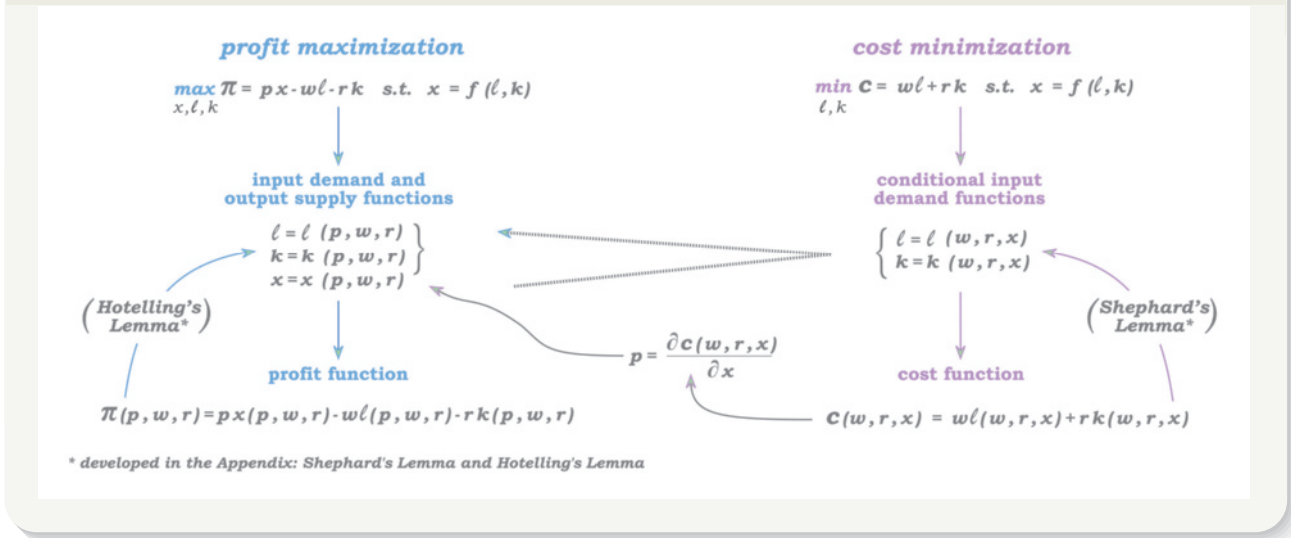 profit maximization
max π = px-wℓ-rk s.t. x = f (ℓ,k)
x,ℓ,k
input demand and
output supply functions
ℓ = ℓ (p,w,r)
k = k (p,w,r)
x = x (p,w,r)
(Hotelling's
Lemma*)
profit function
π(p,w,r)=px(p,w,r)-wℓ(p,w,r)-rk(p,w,r)
p = ∂c(w,r,x)
∂x
cost minimization
min c = wℓ+rk s.t. x = f (ℓ,k)
ℓ,k
conditional input
demand functions
ℓ = ℓ (w,r,x)
k = k (w,r,x)
(Shephard's
Lemma*)
cost function
c(w,r,x) = wℓ(w,r,x)+rk(w,r,x)
* developed in the Appendix: Shephard's Lemma and Hotelling's Lemma